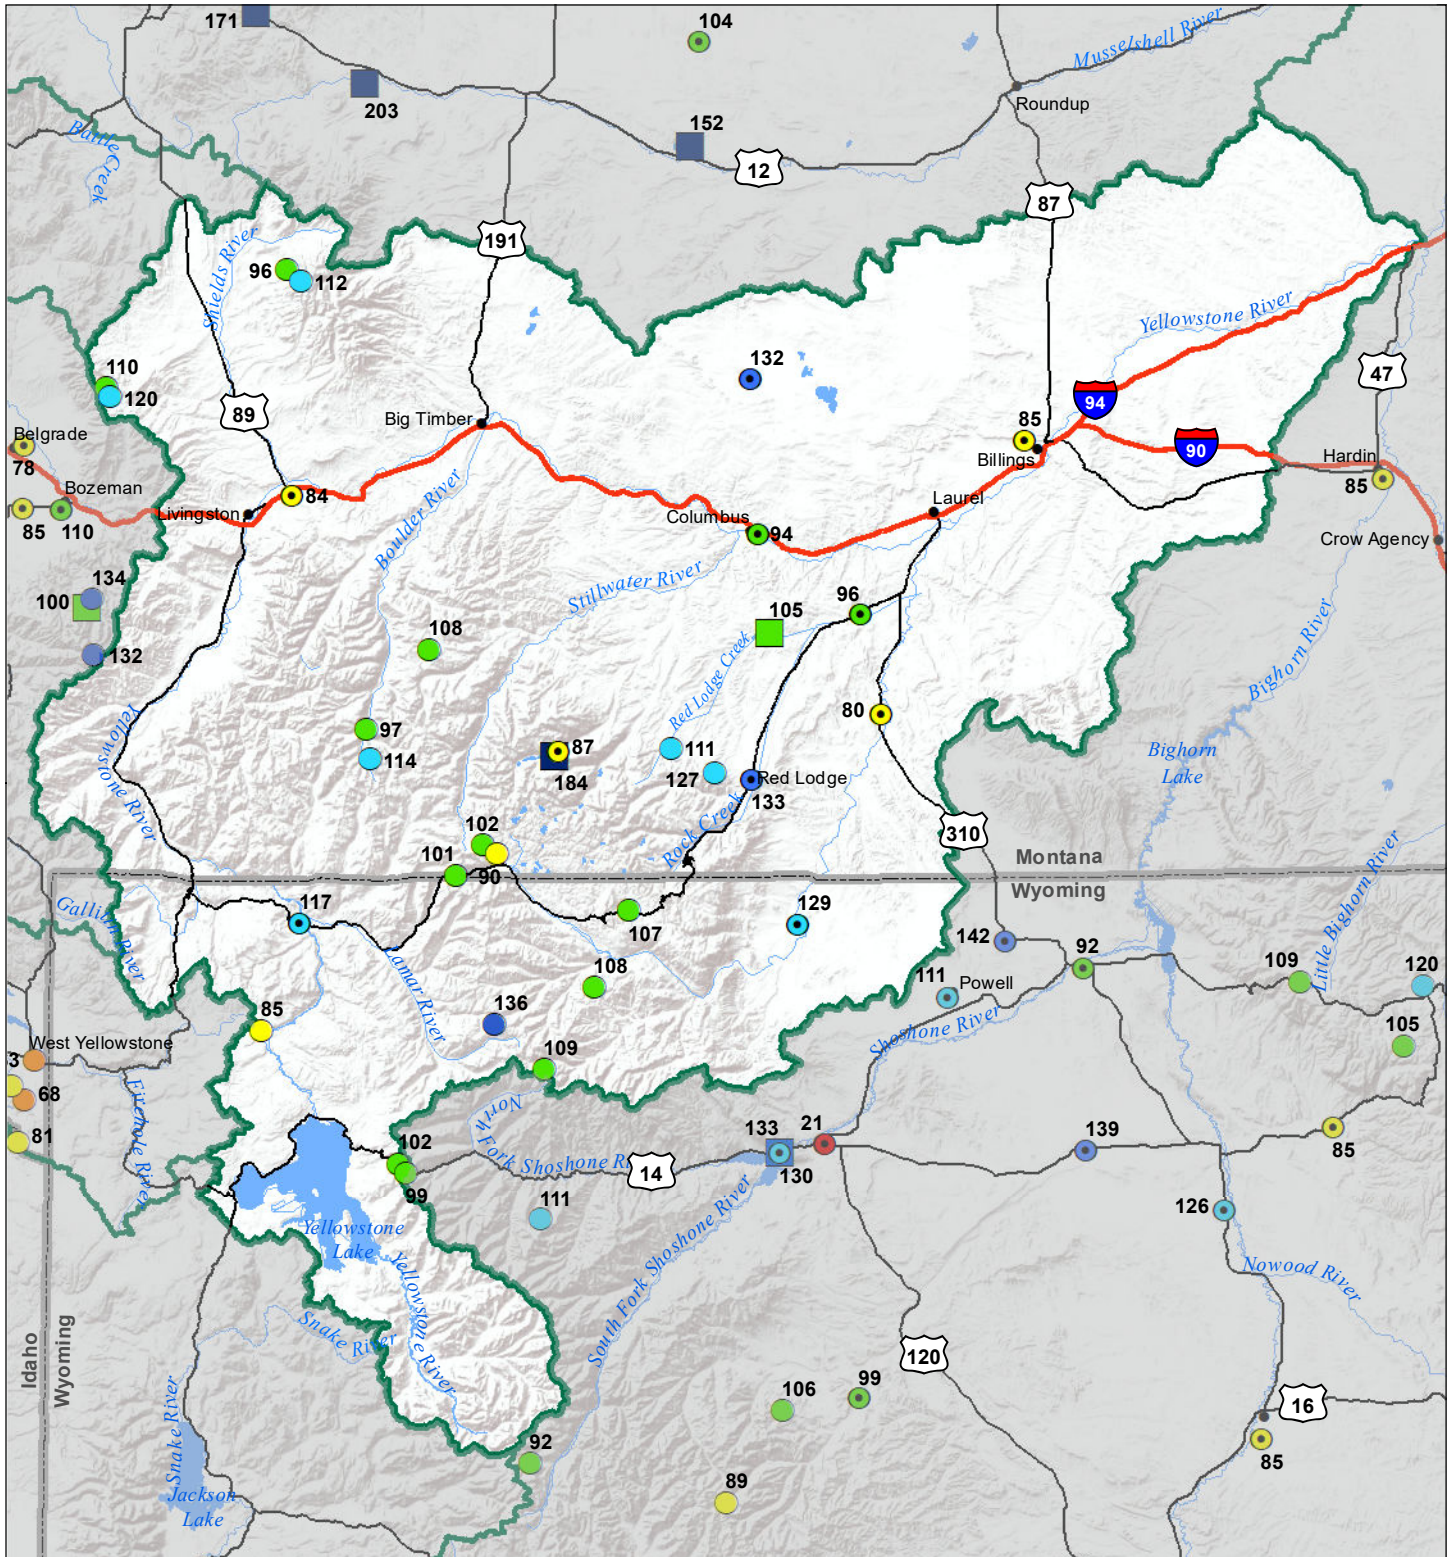 171
104
Musselshell River
203
Roundup
152
12
Battle Creek
87
191
Shields River
96
112
Yellowstone River
132
47
110
120
94
89
Big Timber
85
Belgrade
90
78
Billings
Hardin
Bozeman
85
84
Laurel
85
110
Livingston
Boulder River
Columbus
94
Crow Agency
Stillwater River
134
100
96
105
Bighorn River
108
132
Red Lodge Creek
80
97
Yellowstone River
87
111
Bighorn
Lake
114
184
127
Red Lodge
133
102
Rock Creek
310
101
90
Montana
Wyoming
Little Bighorn River
117
129
Gallitin River
107
142
92
Lamar River
108
111
Powell
109
120
136
85
Shoshone River
West Yellowstone
105
3
109
68
Firehole River
North Fork Shoshone R
81
102
133
21
139
85
14
130
99
111
126
Yellowstone
Lake
South Fork Shoshone River
Yellowstone River
Nowood River
Snake River
Idaho
Wyoming
120
106
99
16
Snake River
92
85
89
Jackson
Lake